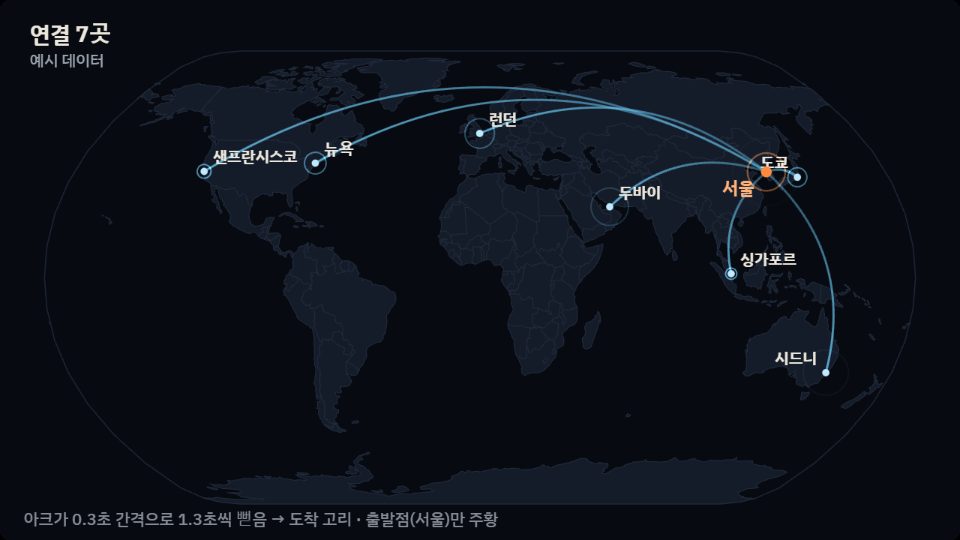 연결 7곳
예시 데이터
런던
뉴욕
샌프란시스코
도쿄
서울
두바이
싱가포르
시드니
아크가 0.3초 간격으로 1.3초씩 뻗음 → 도착 고리 · 출발점(서울)만 주황